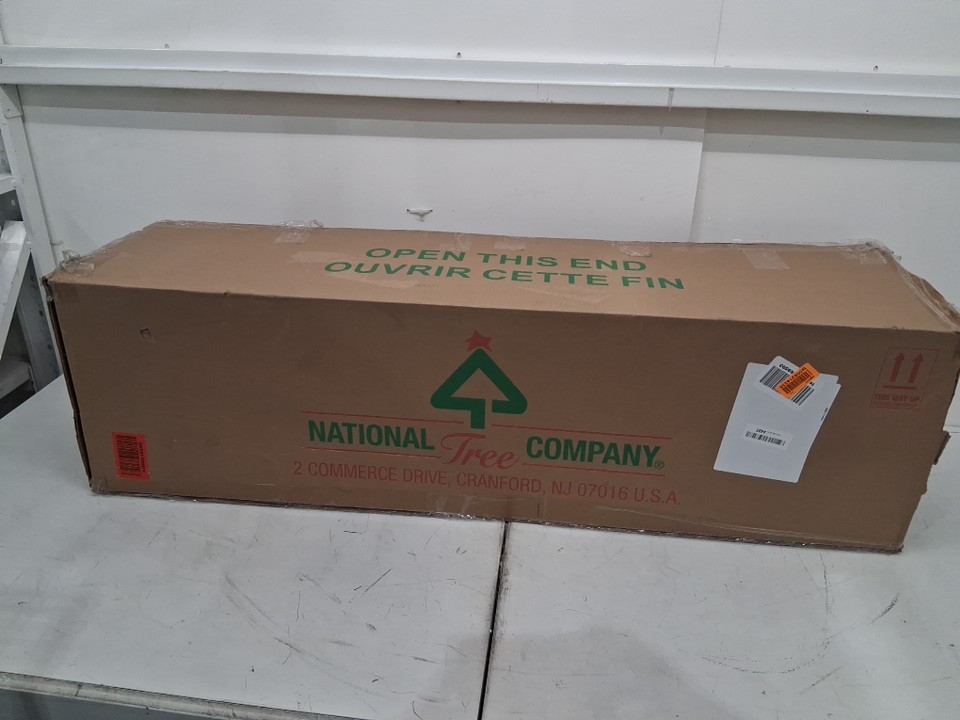 OPEN THIS END
OUVRIR CETTE FIN
NATIONAL Tree COMPANY®
2 COMMERCE DRIVE, CRANFORD, NJ 07016 U.S.A.
THIS WAY UP